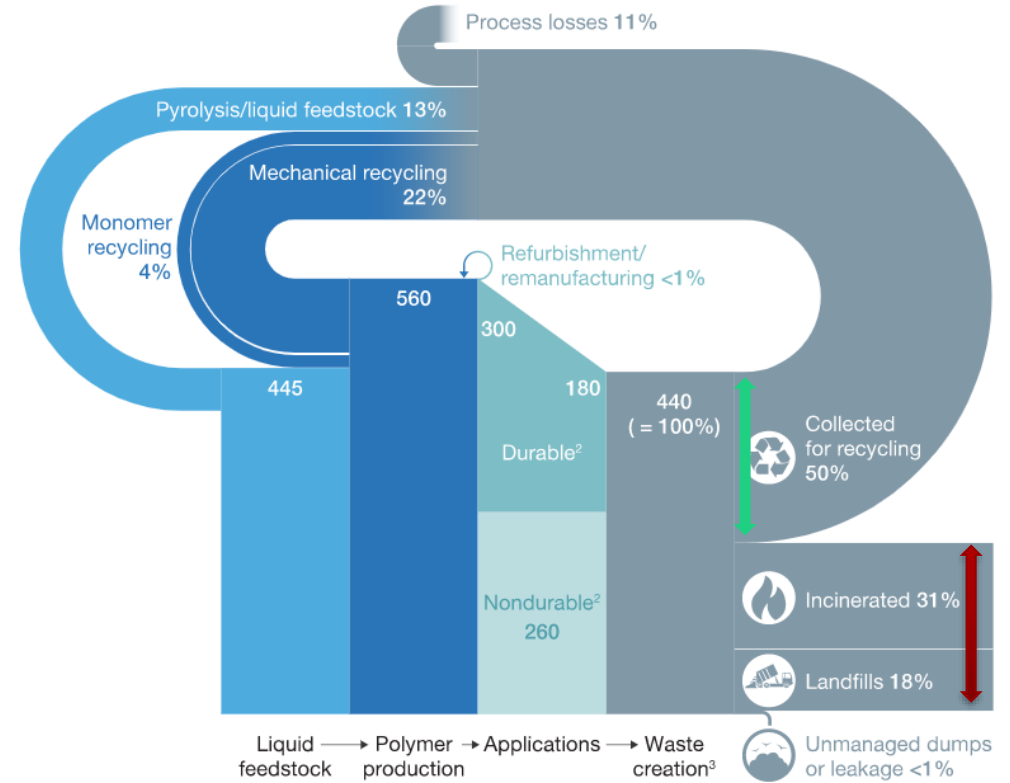 Process losses 11%
Pyrolysis/liquid feedstock 13%
Mechanical recycling
22%
Monomer
recycling
4%
Refurbishment/
remanufacturing <1%
560
300
445
180
440
( = 100%)
Durable²
Collected
for recycling
50%
Nondurable²
260
Incinerated 31%
Landfills 18%
Liquid
feedstock
Polymer
production
Applications
Waste
creation³
Unmanaged dumps
or leakage <1%